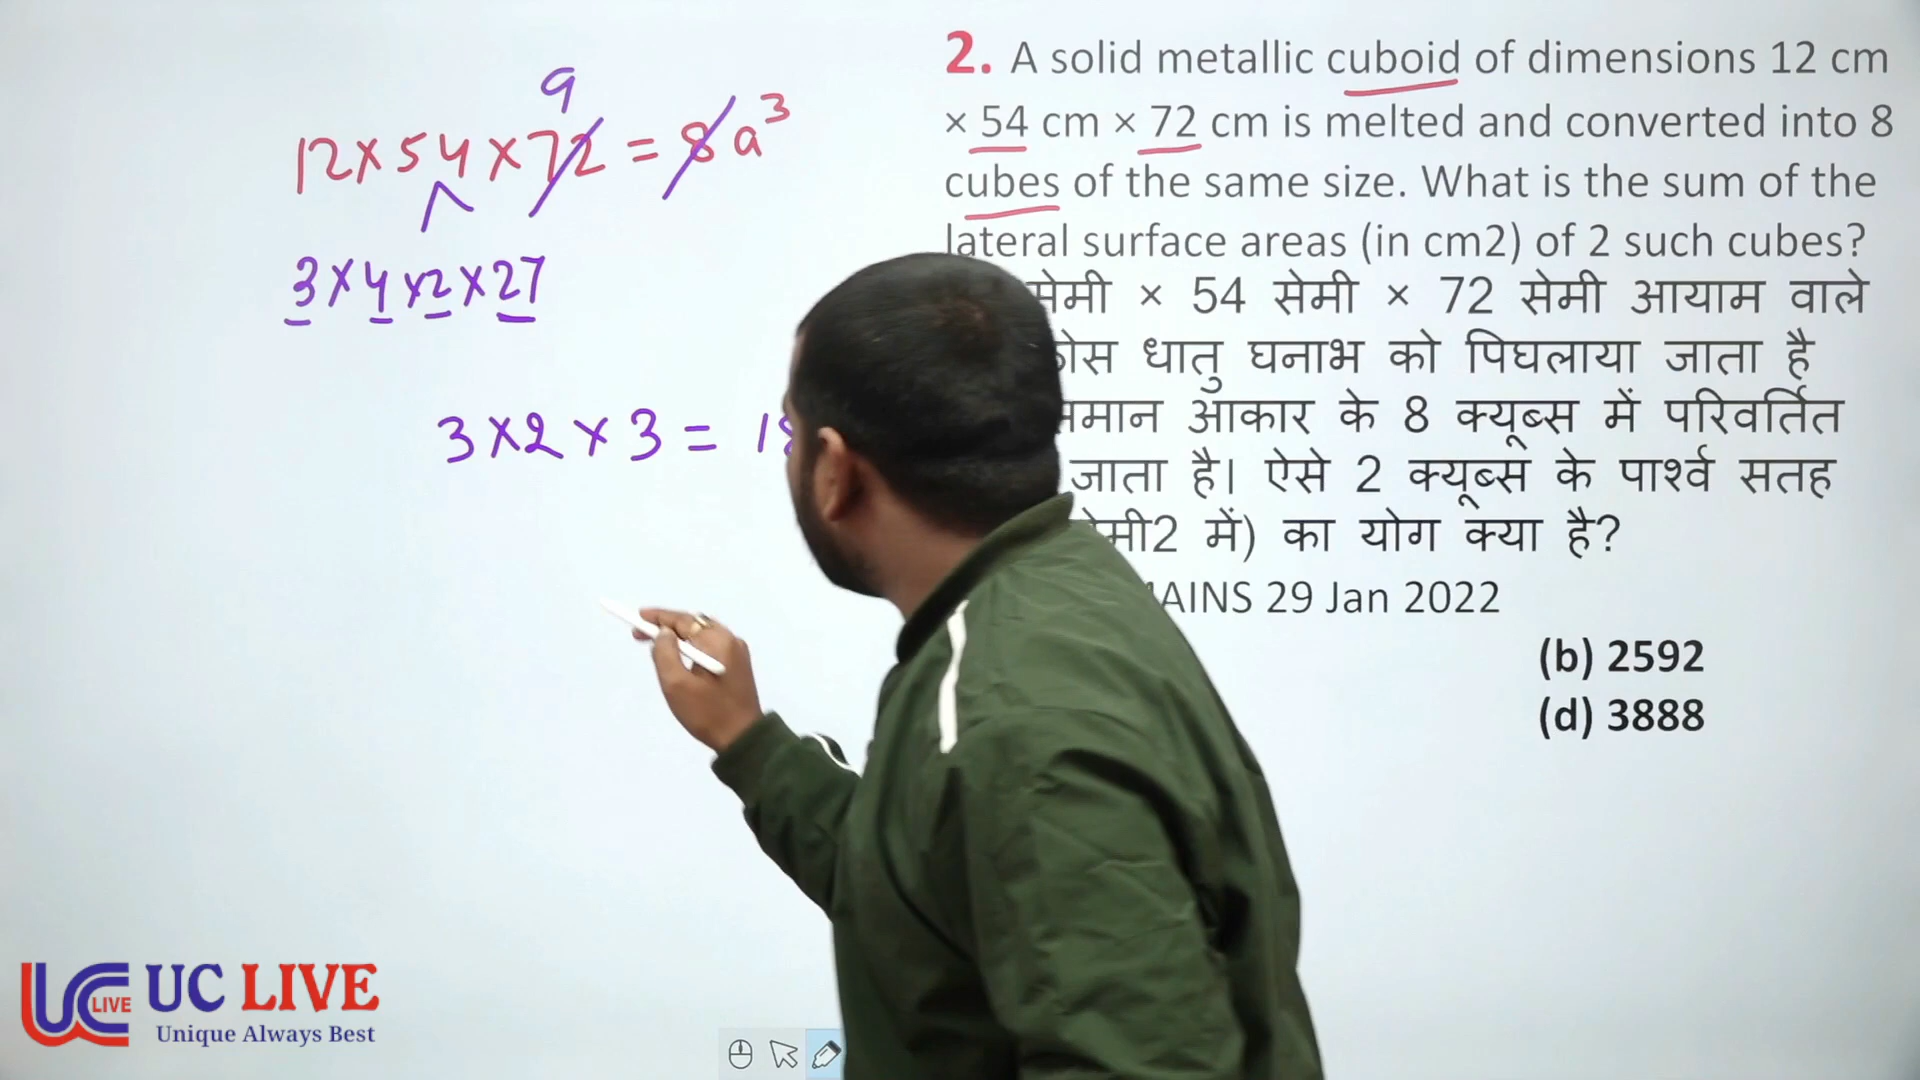 9
12×54×72 = 8a³
3×4×2×27
3×2×3 = 18
2. A solid metallic cuboid of dimensions 12 cm
× 54 cm × 72 cm is melted and converted into 8
cubes of the same size. What is the sum of the
lateral surface areas (in cm2) of 2 such cubes?
सेमी × 54 सेमी × 72 सेमी आयाम वाले
धातु घनाभ को पिघलाया जाता है
आकार के 8 क्यूब्स में परिवर्तित
जाता है। ऐसे 2 क्यूब्स के पार्श्व सतह
में) का योग क्या है?
29 Jan 2022
(b) 2592
(d) 3888
UC LIVE
LIVE
Unique Always Best